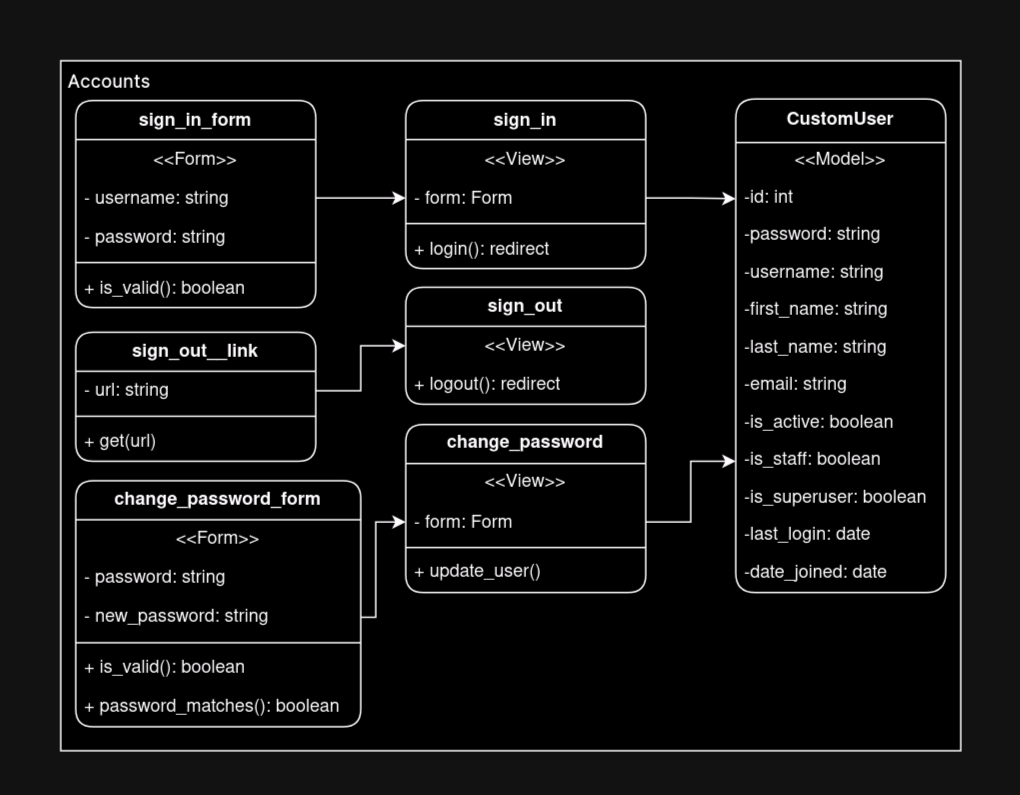 Accounts
sign_in_form
<<Form>>
- username: string
- password: string
+ is_valid(): boolean
sign_out__link
- url: string
+ get(url)
change_password_form
<<Form>>
- password: string
- new_password: string
+ is_valid(): boolean
+ password_matches(): boolean
sign_in
<<View>>
- form: Form
+ login(): redirect
sign_out
<<View>>
+ logout(): redirect
change_password
<<View>>
- form: Form
+ update_user()
CustomUser
<<Model>>
-id: int
-password: string
-username: string
-first_name: string
-last_name: string
-email: string
-is_active: boolean
-is_staff: boolean
-is_superuser: boolean
-last_login: date
-date_joined: date